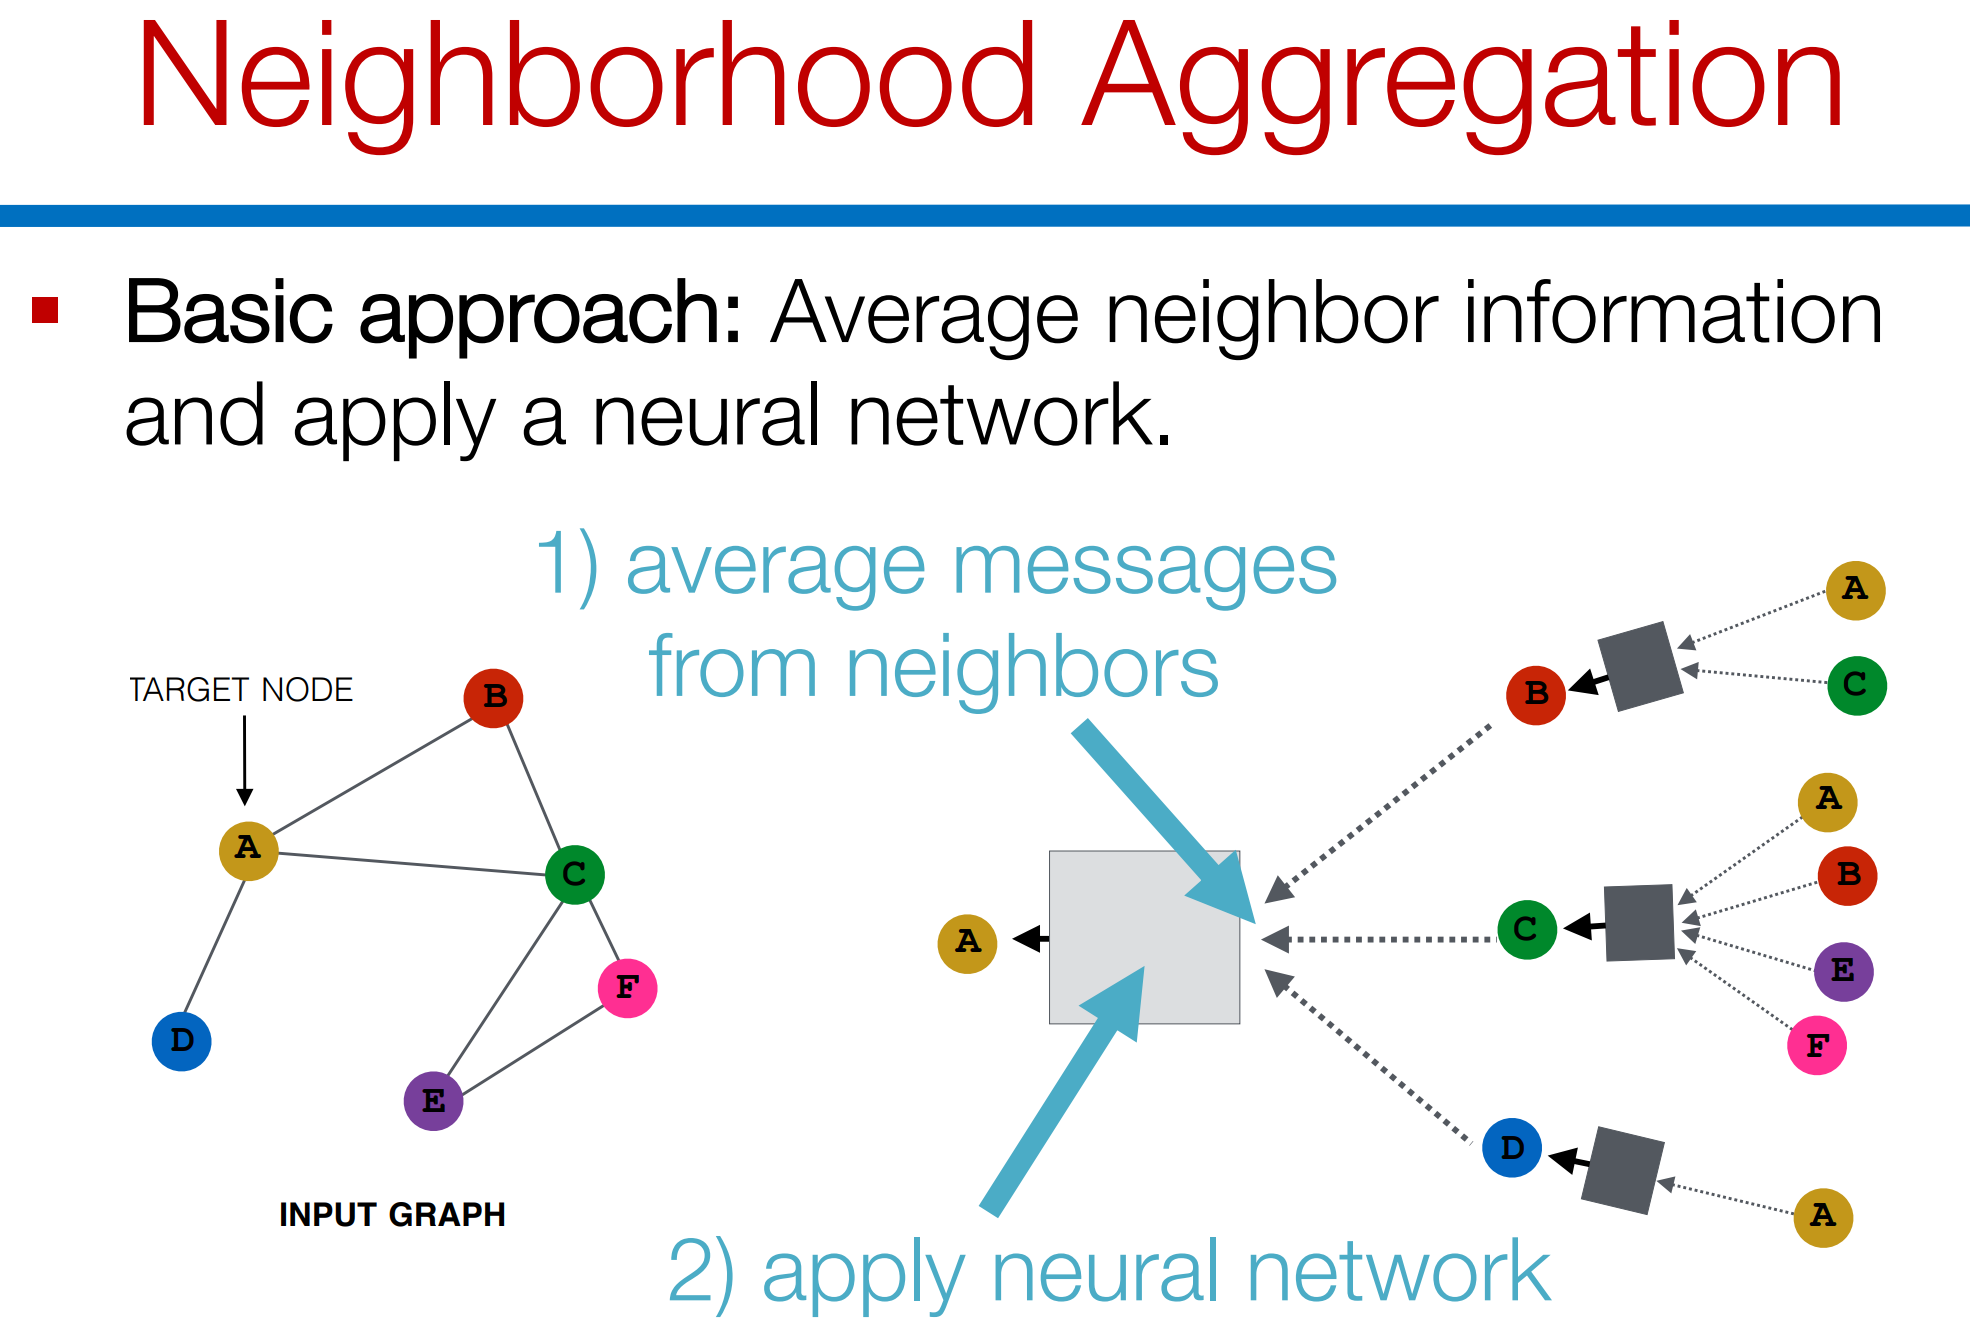 Neighborhood Aggregation
▪ Basic approach: Average neighbor information
and apply a neural network.
1) average messages
from neighbors
TARGET NODE
B
A
C
F
D
E
INPUT GRAPH
A
B
C
D
A
C
A
B
E
F
A
2) apply neural network